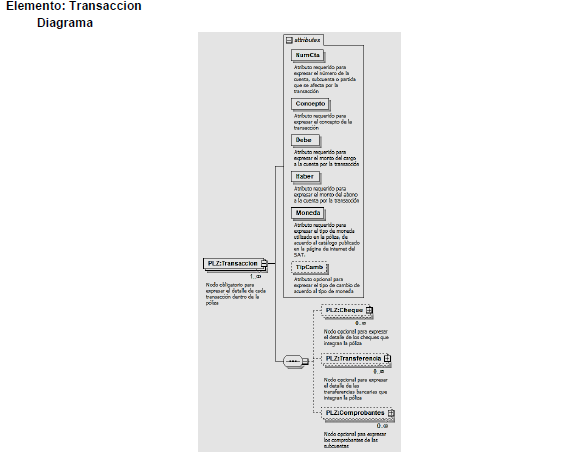 Elemento: Transaccion
Diagrama
attributes
NumCta
Atributo requerido para
expresar el número de la
cuenta, subcuenta o partida
que se afecta por la
transacción
Concepto
Atributo requerido para
expresar el concepto de la
transacción
Debe
Atributo requerido para
expresar el monto del cargo
a la cuenta por la transacción
Haber
Atributo requerido para
expresar el monto del abono
a la cuenta por la transacción
Moneda
Atributo requerido para
expresar el tipo de moneda
utilizado en la póliza, de
acuerdo al catálogo publicado
en la página de internet del
SAT.
TipCamb
Atributo opcional para
expresar el tipo de cambio de
acuerdo al tipo de moneda
PLZ:Transaccion
1..∞
Nodo obligatorio para
expresar el detalle de cada
transacción dentro de la
póliza
PLZ:Cheque
0..∞
Nodo opcional para expresar
el detalle de los cheques que
integran la póliza
PLZ:Transferencia
0..∞
Nodo opcional para expresar
el detalle de las
transferencias bancarias que
integran la póliza
PLZ:Comprobantes
0..∞
Nodo opcional para expresar
los comprobantes de las
subcuentas